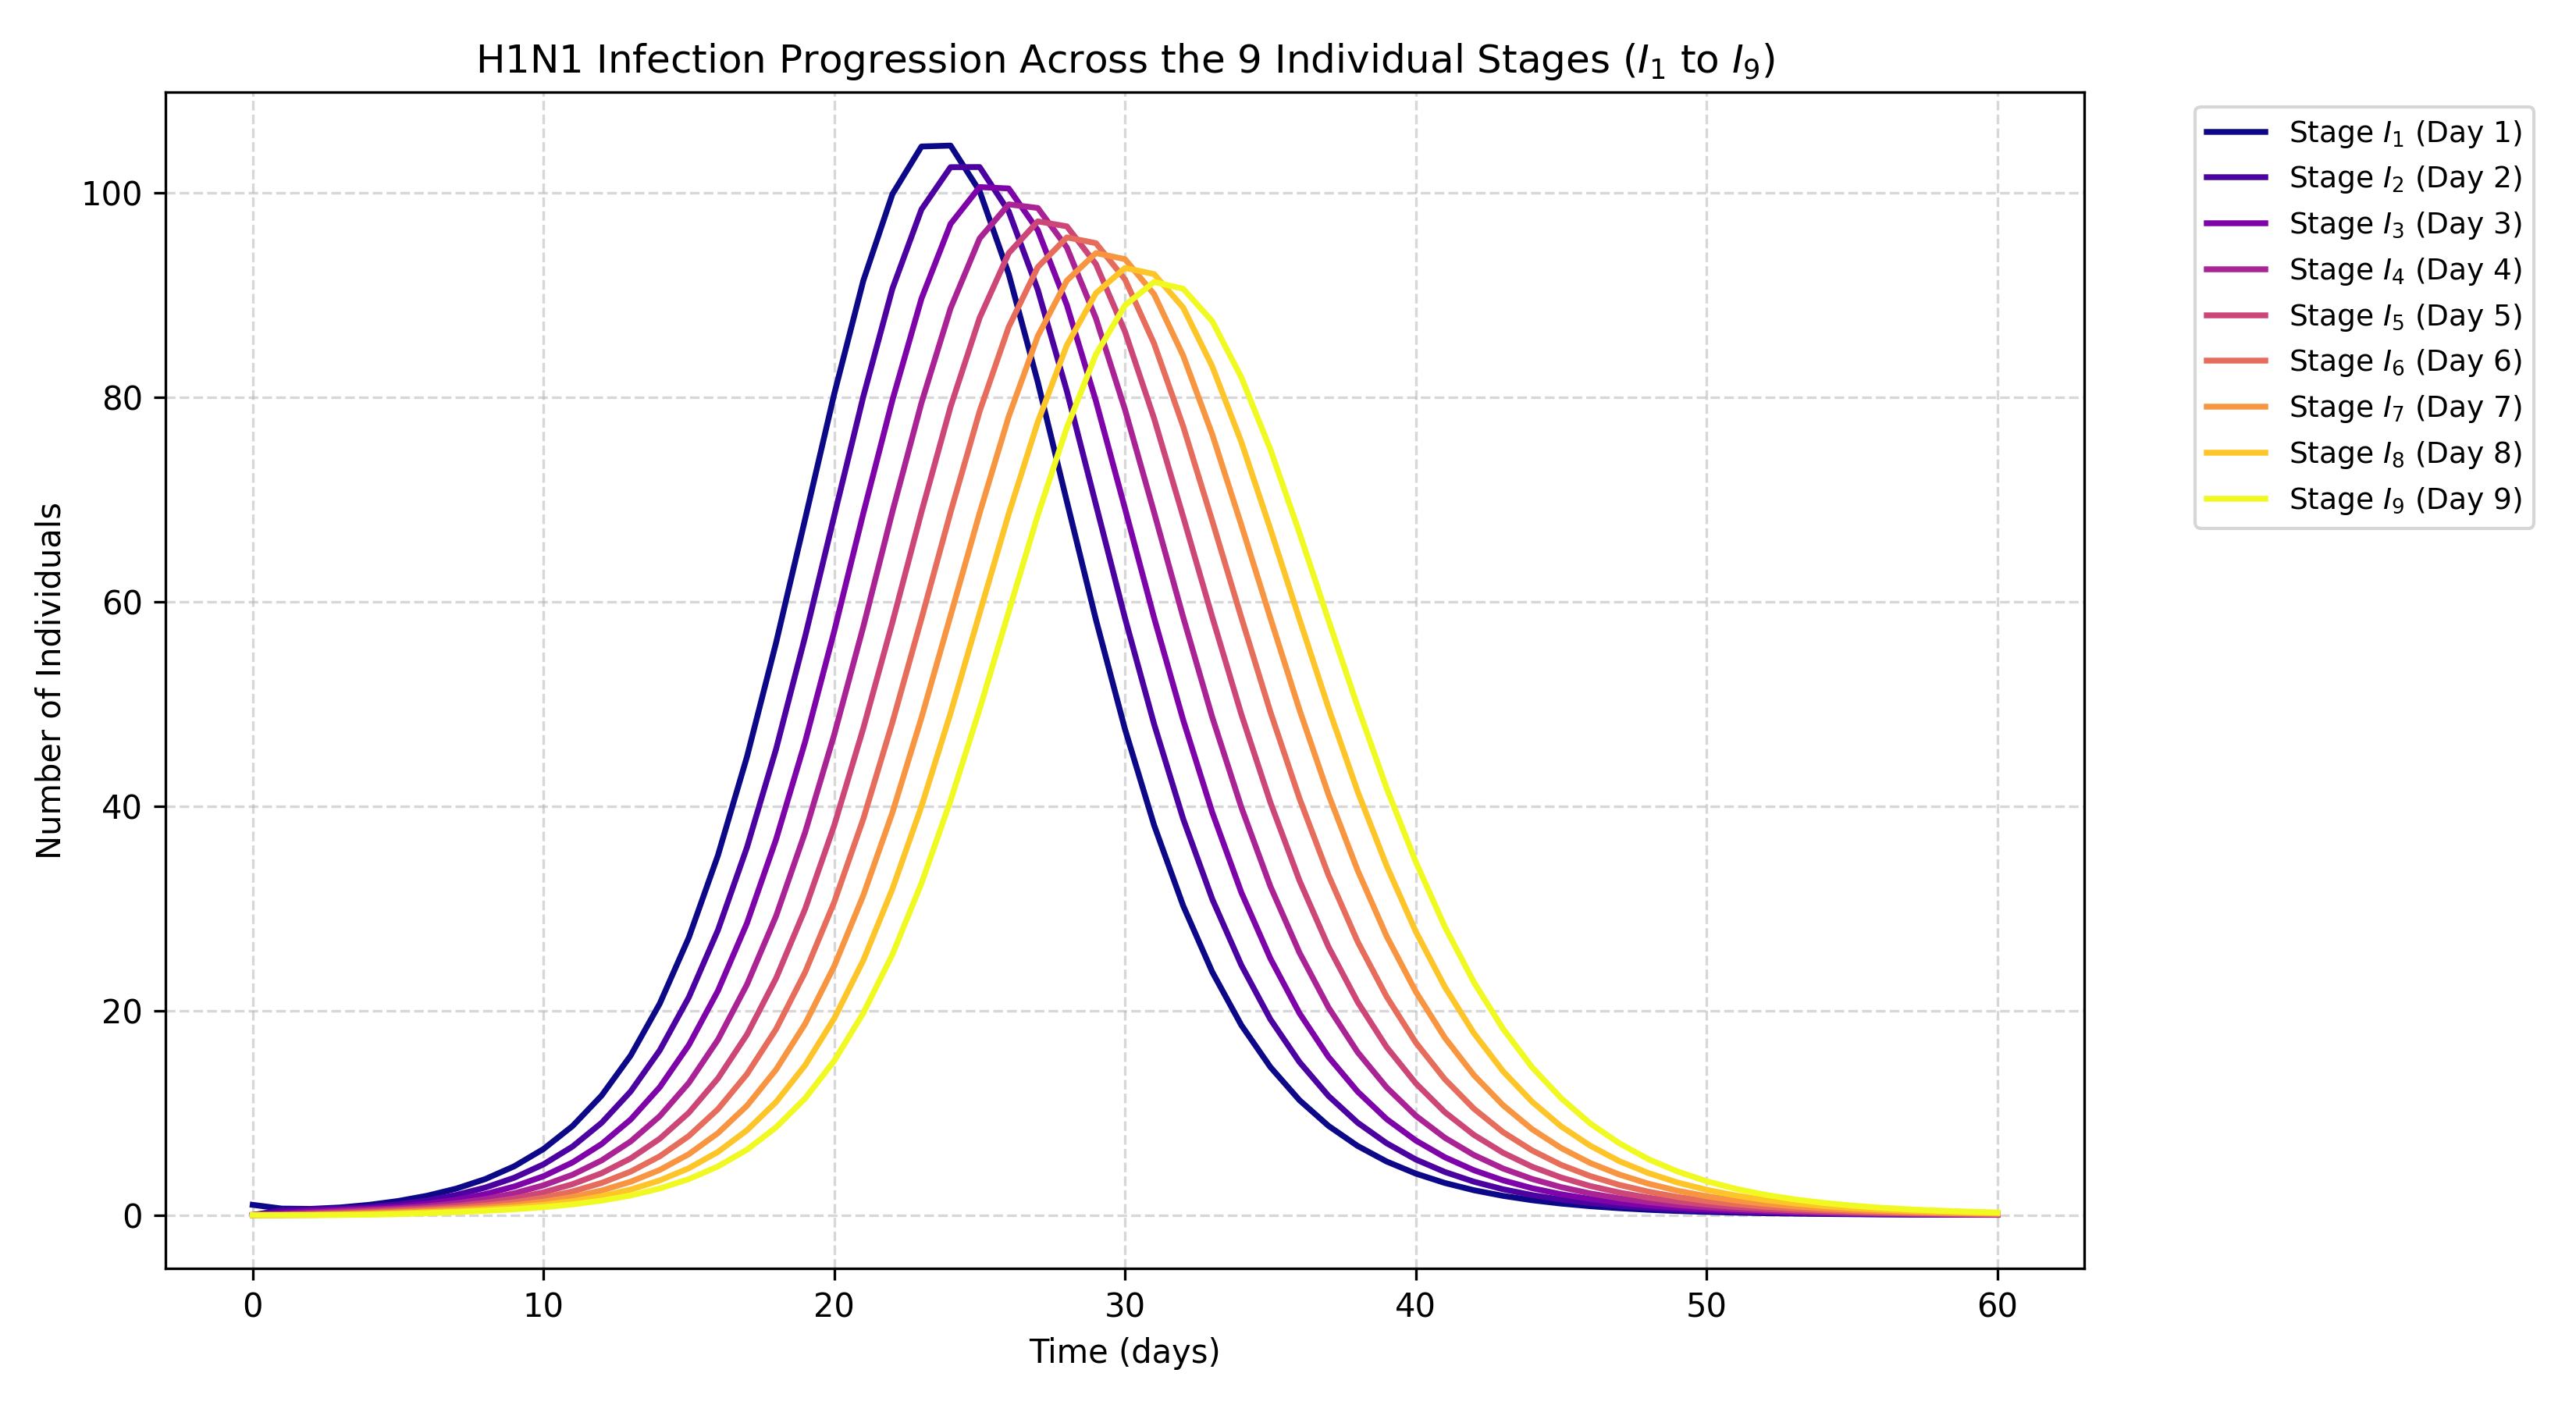 H1N1 Infection Progression Across the 9 Individual Stages (I₁ to I₉)
Number of Individuals
100
80
60
40
20
0
0 10 20 30 40 50 60
Time (days)
Stage I₁ (Day 1)
Stage I₂ (Day 2)
Stage I₃ (Day 3)
Stage I₄ (Day 4)
Stage I₅ (Day 5)
Stage I₆ (Day 6)
Stage I₇ (Day 7)
Stage I₈ (Day 8)
Stage I₉ (Day 9)